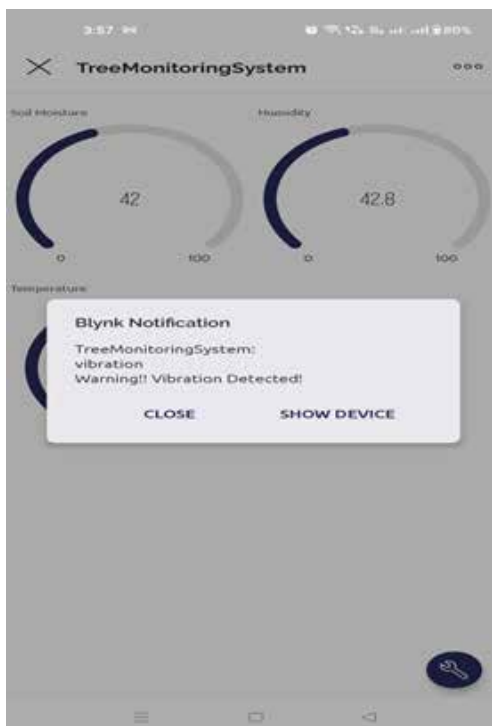 3:57
80%
TreeMonitoringSystem
Soil Moisture
Humidity
42
42.8
0
100
0
100
Temperature
Blynk Notification
TreeMonitoringSystem:
vibration
Warning!! Vibration Detected!
CLOSE
SHOW DEVICE